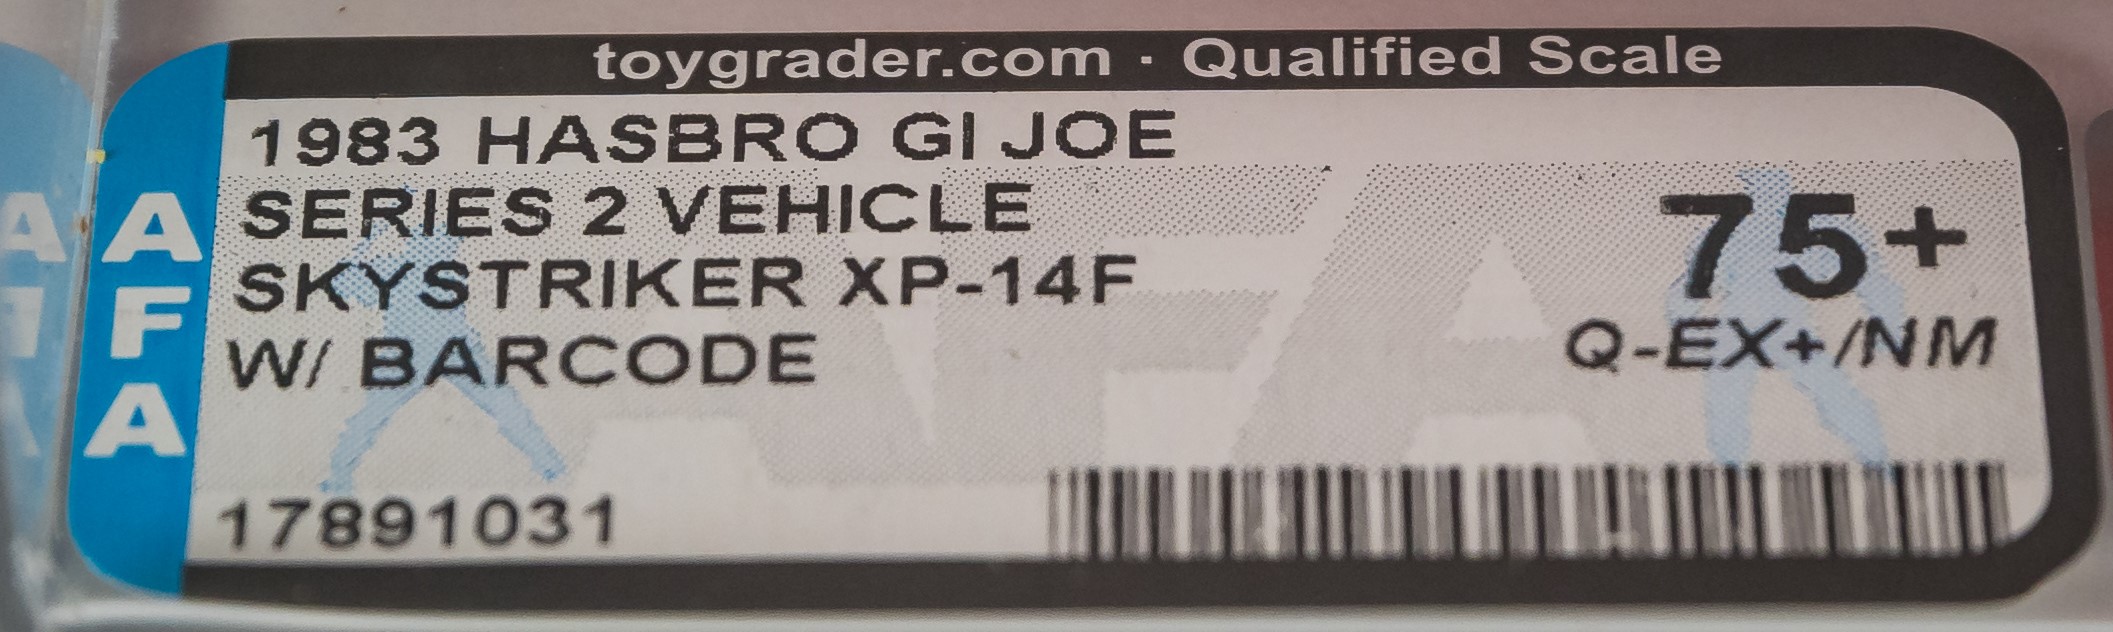 toygrader.com · Qualified Scale
1983 HASBRO GI JOE
SERIES 2 VEHICLE
SKYSTRIKER XP-14F
W/ BARCODE
75+
Q-EX+/NM
AFA
17891031